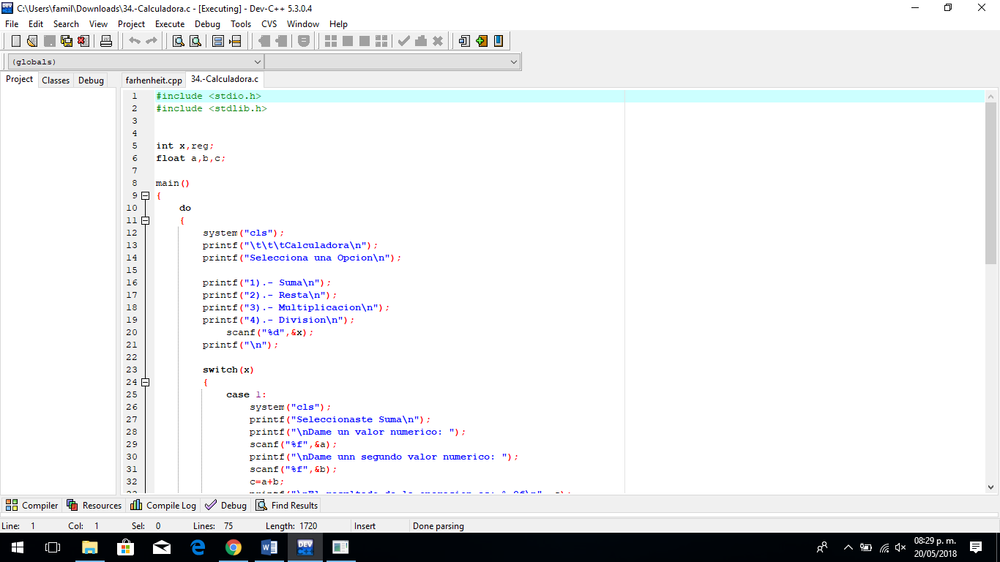 C:\Users\famil\Downloads\34.-Calculadora.c - [Executing] - Dev-C++ 5.3.0.4
File Edit Search View Project Execute Debug Tools CVS Window Help
(globals)
Project Classes Debug farhenheit.cpp 34.-Calculadora.c
1 #include <stdio.h>
2 #include <stdlib.h>
3
4
5 int x,reg;
6 float a,b,c;
7
8 main()
9 {
10 do
11 {
12 system("cls");
13 printf("\t\t\tCalculadora\n");
14 printf("Selecciona una Opcion\n");
15
16 printf("1).- Suma\n");
17 printf("2).- Resta\n");
18 printf("3).- Multiplicacion\n");
19 printf("4).- Division\n");
20 scanf("%d",&x);
21 printf("\n");
22
23 switch(x)
24 {
25 case 1:
26 system("cls");
27 printf("Seleccionaste Suma\n");
28 printf("\nDame un valor numerico: ");
29 scanf("%f",&a);
30 printf("\nDame unn segundo valor numerico: ");
31 scanf("%f",&b);
32 c=a+b;
Compiler Resources Compile Log Debug Find Results
Line: 1 Col: 1 Sel: 0 Lines: 75 Length: 1720 Insert Done parsing
08:29 p. m.
20/05/2018